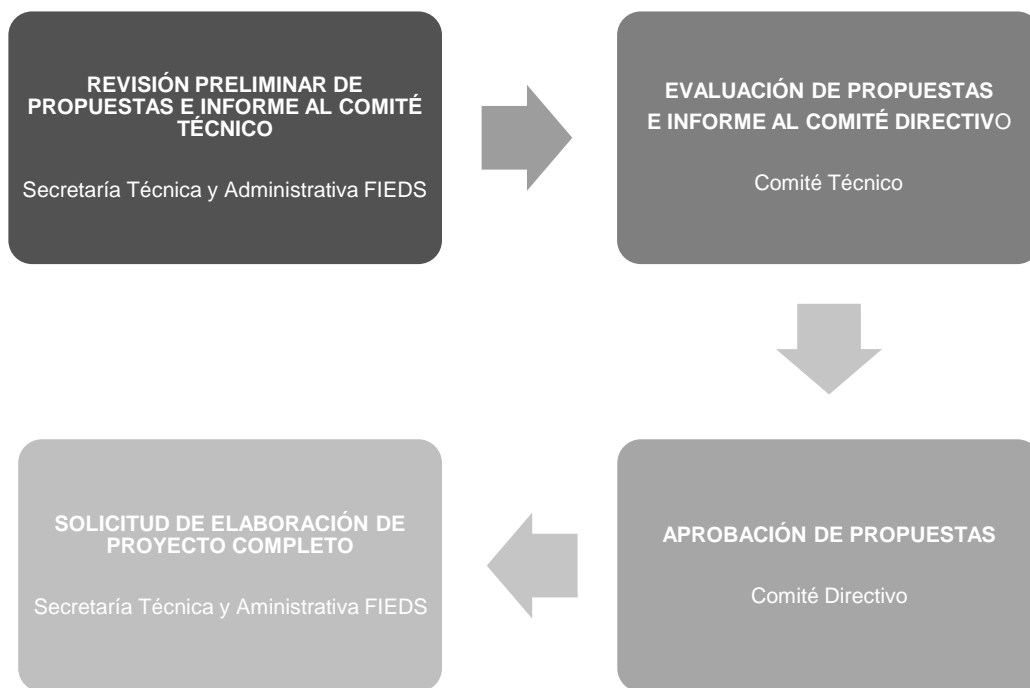 REVISIÓN PRELIMINAR DE
PROPUESTAS E INFORME AL COMITÉ
TÉCNICO
Secretaría Técnica y Administrativa FIEDS
EVALUACIÓN DE PROPUESTAS
E INFORME AL COMITÉ DIRECTIVO
Comité Técnico
APROBACIÓN DE PROPUESTAS
Comité Directivo
SOLICITUD DE ELABORACIÓN DE
PROYECTO COMPLETO
Secretaría Técnica y Aministrativa FIEDS